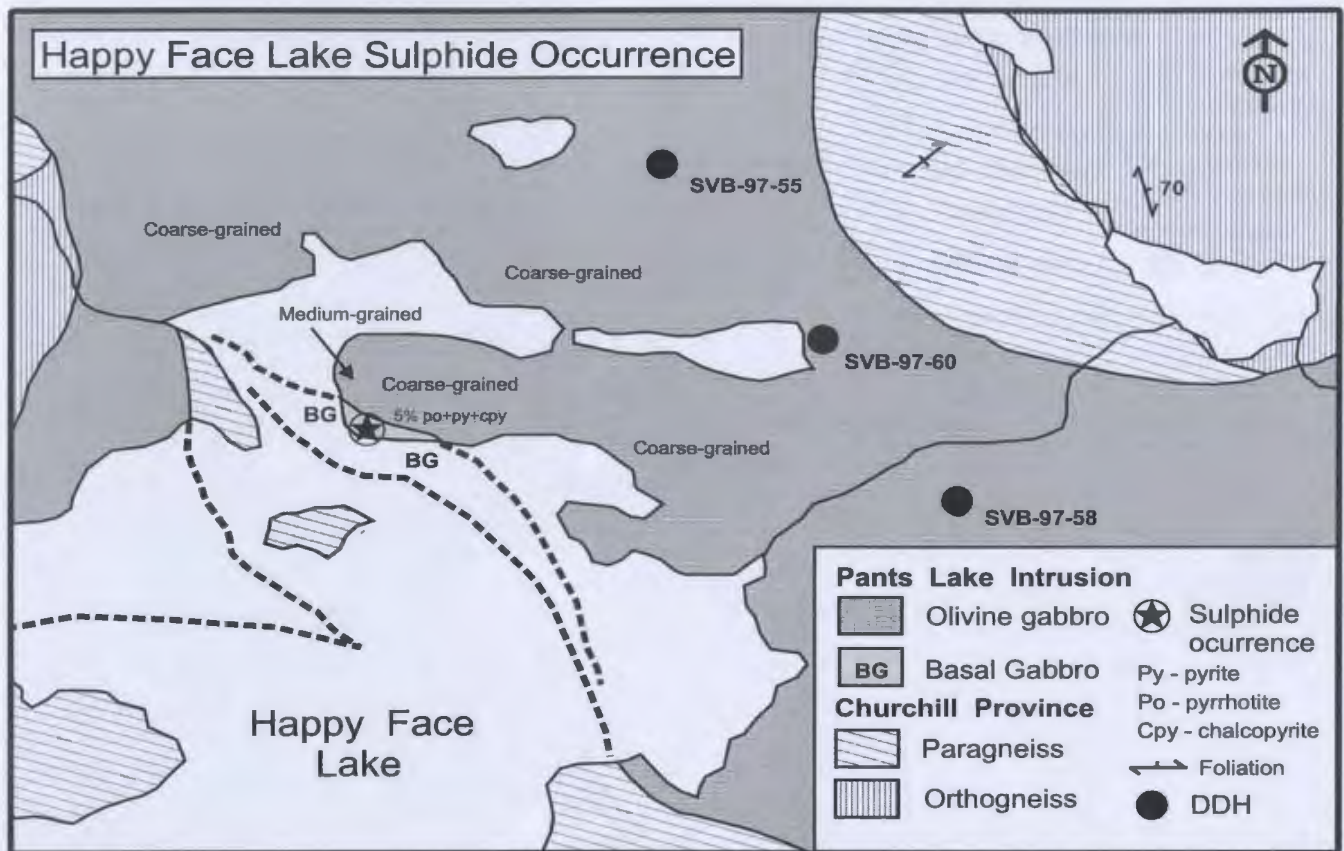 Happy Face Lake Sulphide Occurrence
N
SVB-97-55
70
Coarse-grained
Coarse-grained
Medium-grained
SVB-97-60
Coarse-grained
BG
5% po+py+cpy
Coarse-grained
BG
SVB-97-58
Happy Face
Lake
Pants Lake Intrusion
Olivine gabbro
BG Basal Gabbro
Churchill Province
Paragneiss
Orthogneiss
Sulphide
ocurrence
Py - pyrite
Po - pyrrhotite
Cpy - chalcopyrite
Foliation
DDH